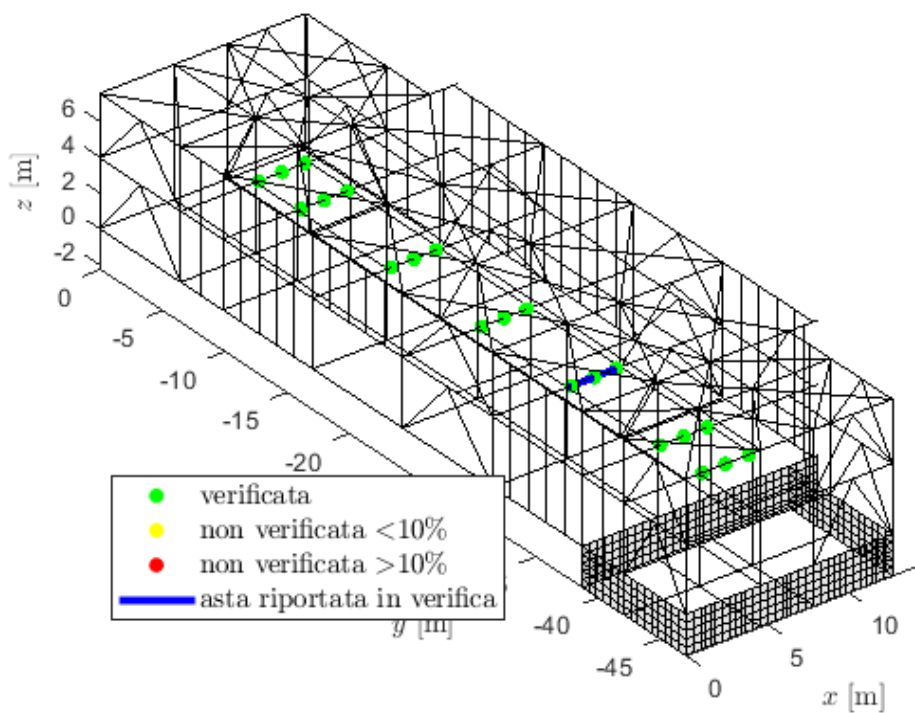 6
4
2
0
-2
z [m]
0
-5
-10
-15
-20
verificata
non verificata <10%
non verificata >10%
asta riportata in verifica
y [m]
-40
-45
0
5
10
x [m]